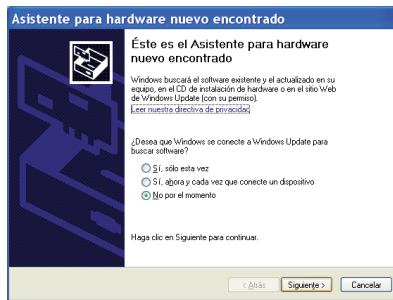 Asistente para hardware nuevo encontrado
Éste es el Asistente para hardware
nuevo encontrado
Windows buscará el software existente y el actualizado en su
equipo, en el CD de instalación de hardware o en el sitio Web
de Windows Update (con su permiso).
Leer nuestra directiva de privacidad
¿Desea que Windows se conecte a Windows Update para
buscar software?
Sí, sólo esta vez
Sí, ahora y cada vez que conecte un dispositivo
No por el momento
Haga clic en Siguiente para continuar.
< Atrás Siguiente > Cancelar